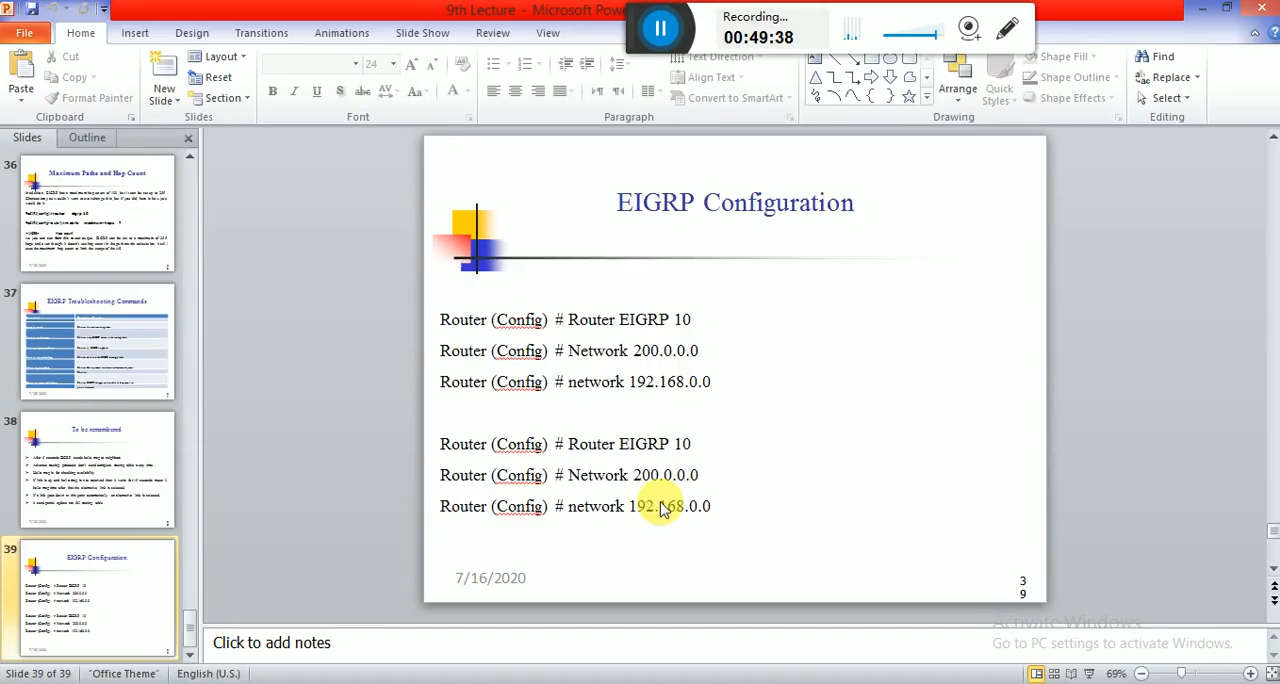 9th Lecture - Microsoft Pow
Recording...
00:49:38
File Home Insert Design Transitions Animations Slide Show Review View
Paste
Cut
Copy
Format Painter
Clipboard
New
Slide
Layout
Reset
Section
Slides
24
Font
Text Direction
Align Text
Convert to SmartArt
Paragraph
Arrange
Quick
Styles
Shape Fill
Shape Outline
Shape Effects
Drawing
Find
Replace
Select
Editing
Slides Outline
36
Maximum Paths and Hop Count
37
EIGRP Troubleshooting Commands
38
To be remembered
39
EIGRP Configuration
EIGRP Configuration
Router (Config) # Router EIGRP 10
Router (Config) # Network 200.0.0.0
Router (Config) # network 192.168.0.0
Router (Config) # Router EIGRP 10
Router (Config) # Network 200.0.0.0
Router (Config) # network 192.168.0.0
7/16/2020
3
9
Activate Windows
Go to PC settings to activate Windows.
Click to add notes
Slide 39 of 39 "Office Theme" English (U.S.) 69%